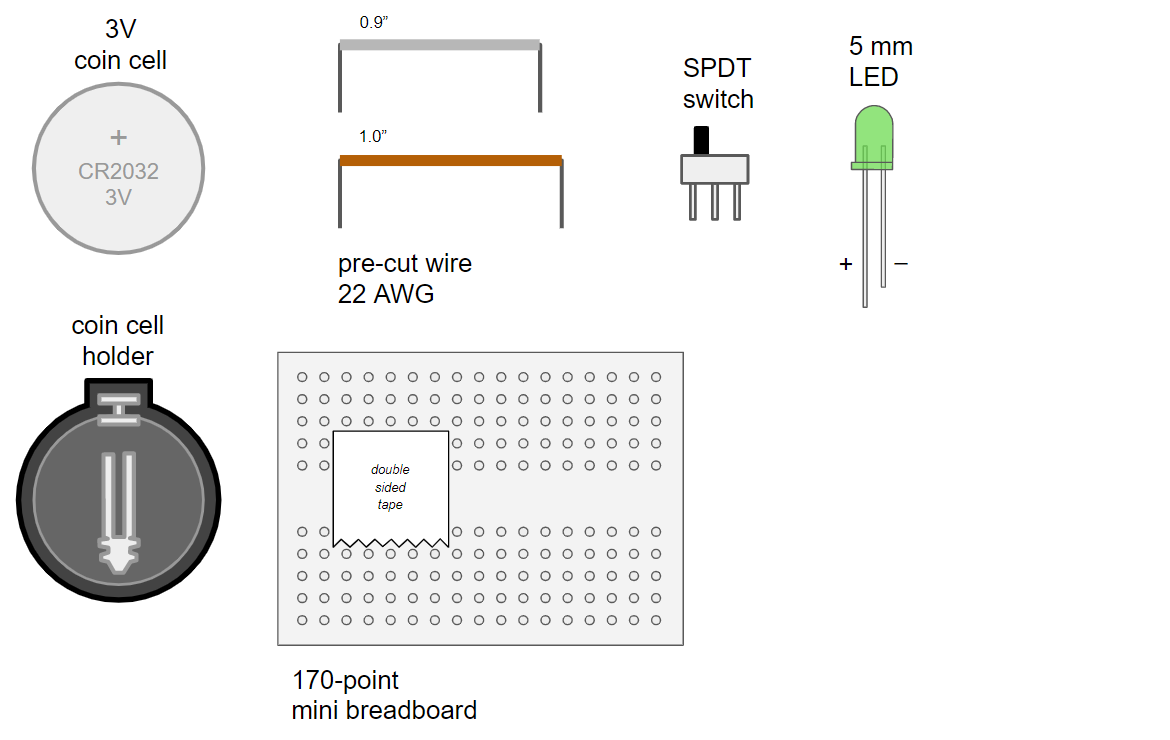 3V
coin cell
+
CR2032
3V
0.9”
1.0”
pre-cut wire
22 AWG
SPDT
switch
5 mm
LED
+ –
coin cell
holder
double
sided
tape
170-point
mini breadboard